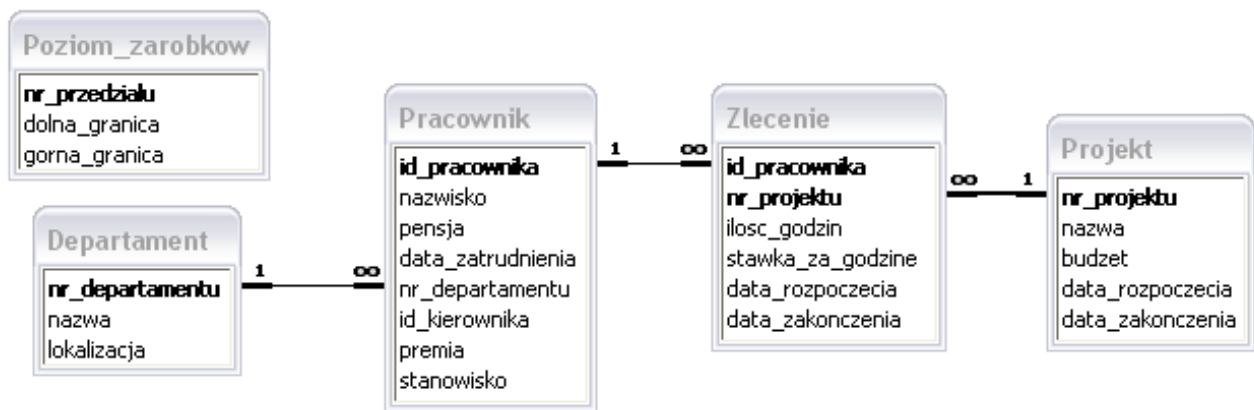 Poziom_zarobkow
nr_przedzialu
dolna_granica
gorna_granica
Departament
nr_departamentu
nazwa
lokalizacja
1
∞
Pracownik
id_pracownika
nazwisko
pensja
data_zatrudnienia
nr_departamentu
id_kierownika
premia
stanowisko
1
∞
Zlecenie
id_pracownika
nr_projektu
ilosc_godzin
stawka_za_godzine
data_rozpoczecia
data_zakonczenia
∞
1
Projekt
nr_projektu
nazwa
budzet
data_rozpoczecia
data_zakonczenia